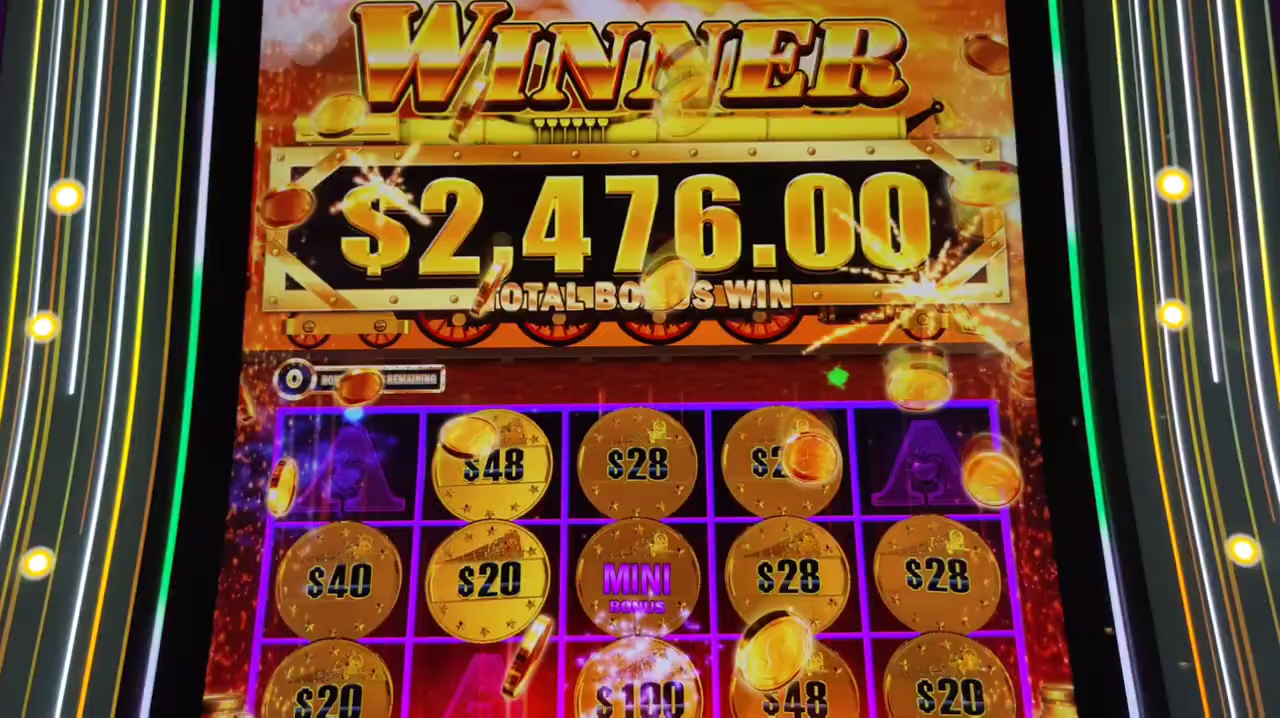 WINNER
$2,476.00
TOTAL BONUS WIN
0 REMAINING
A $48 $28 A
$40 $20 MINI BONUS $28 $28
$20 A $100 $48 $20